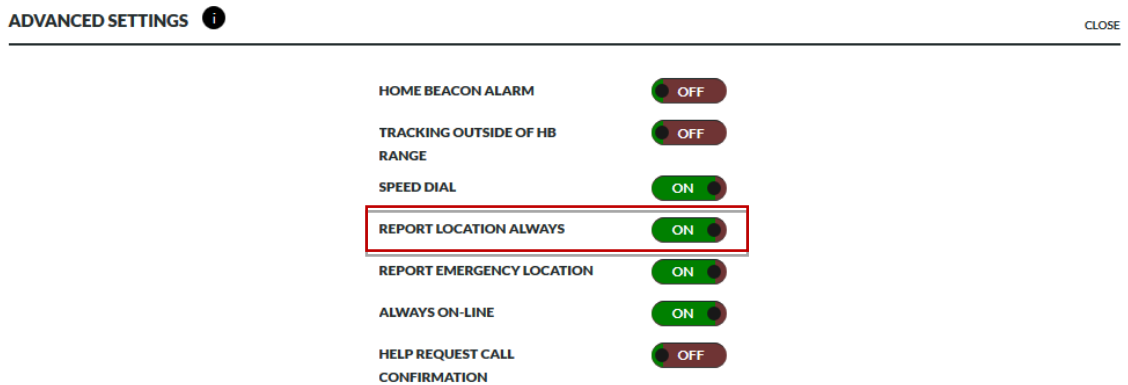 ADVANCED SETTINGS i
CLOSE
HOME BEACON ALARM OFF
TRACKING OUTSIDE OF HB OFF
RANGE
SPEED DIAL ON
REPORT LOCATION ALWAYS ON
REPORT EMERGENCY LOCATION ON
ALWAYS ON-LINE ON
HELP REQUEST CALL OFF
CONFIRMATION